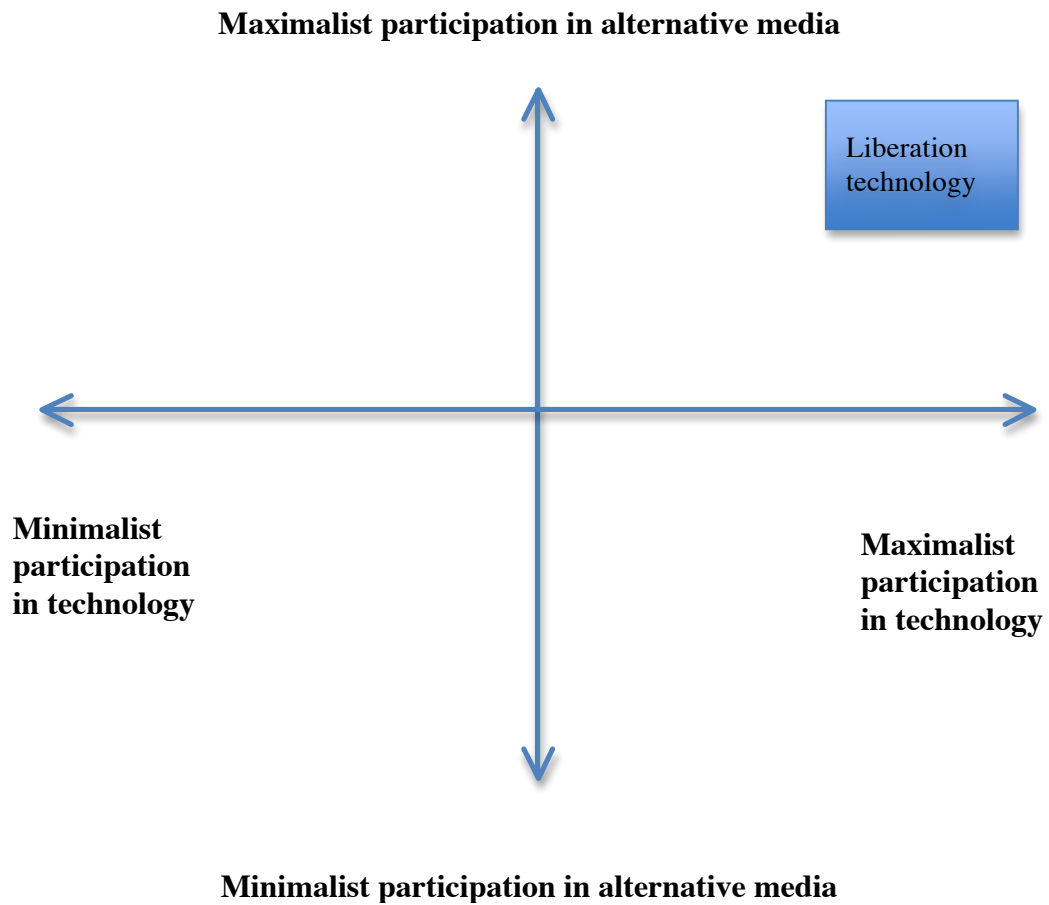 Maximalist participation in alternative media
Liberation
technology
Minimalist
participation
in technology
Maximalist
participation
in technology
Minimalist participation in alternative media